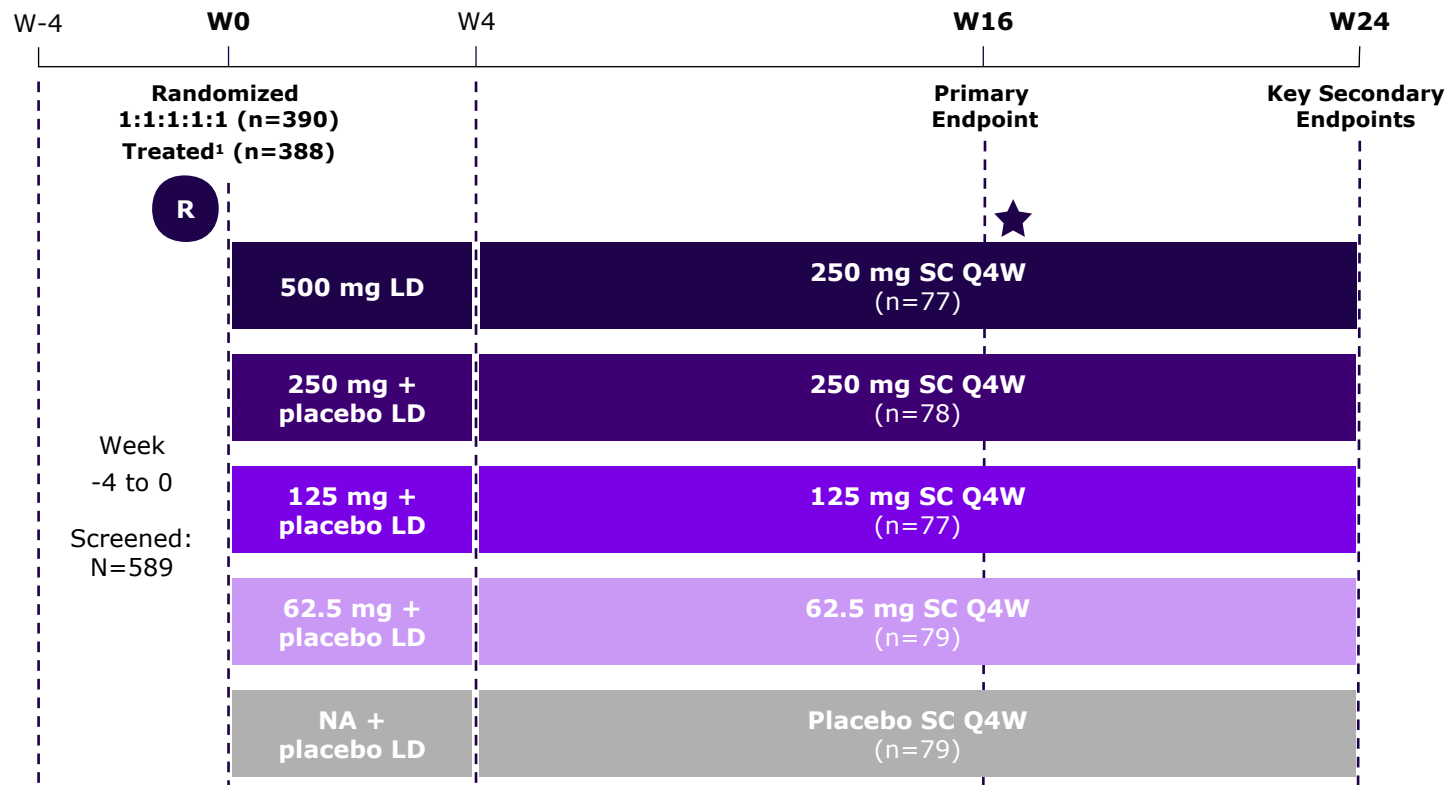 W-4
W0
W4
W16
W24
Randomized
1:1:1:1:1 (n=390)
Treated¹ (n=388)
Primary
Endpoint
Key Secondary
Endpoints
R
500 mg LD
250 mg SC Q4W
(n=77)
250 mg +
placebo LD
250 mg SC Q4W
(n=78)
Week
-4 to 0
Screened:
N=589
125 mg +
placebo LD
125 mg SC Q4W
(n=77)
62.5 mg +
placebo LD
62.5 mg SC Q4W
(n=79)
NA +
placebo LD
Placebo SC Q4W
(n=79)